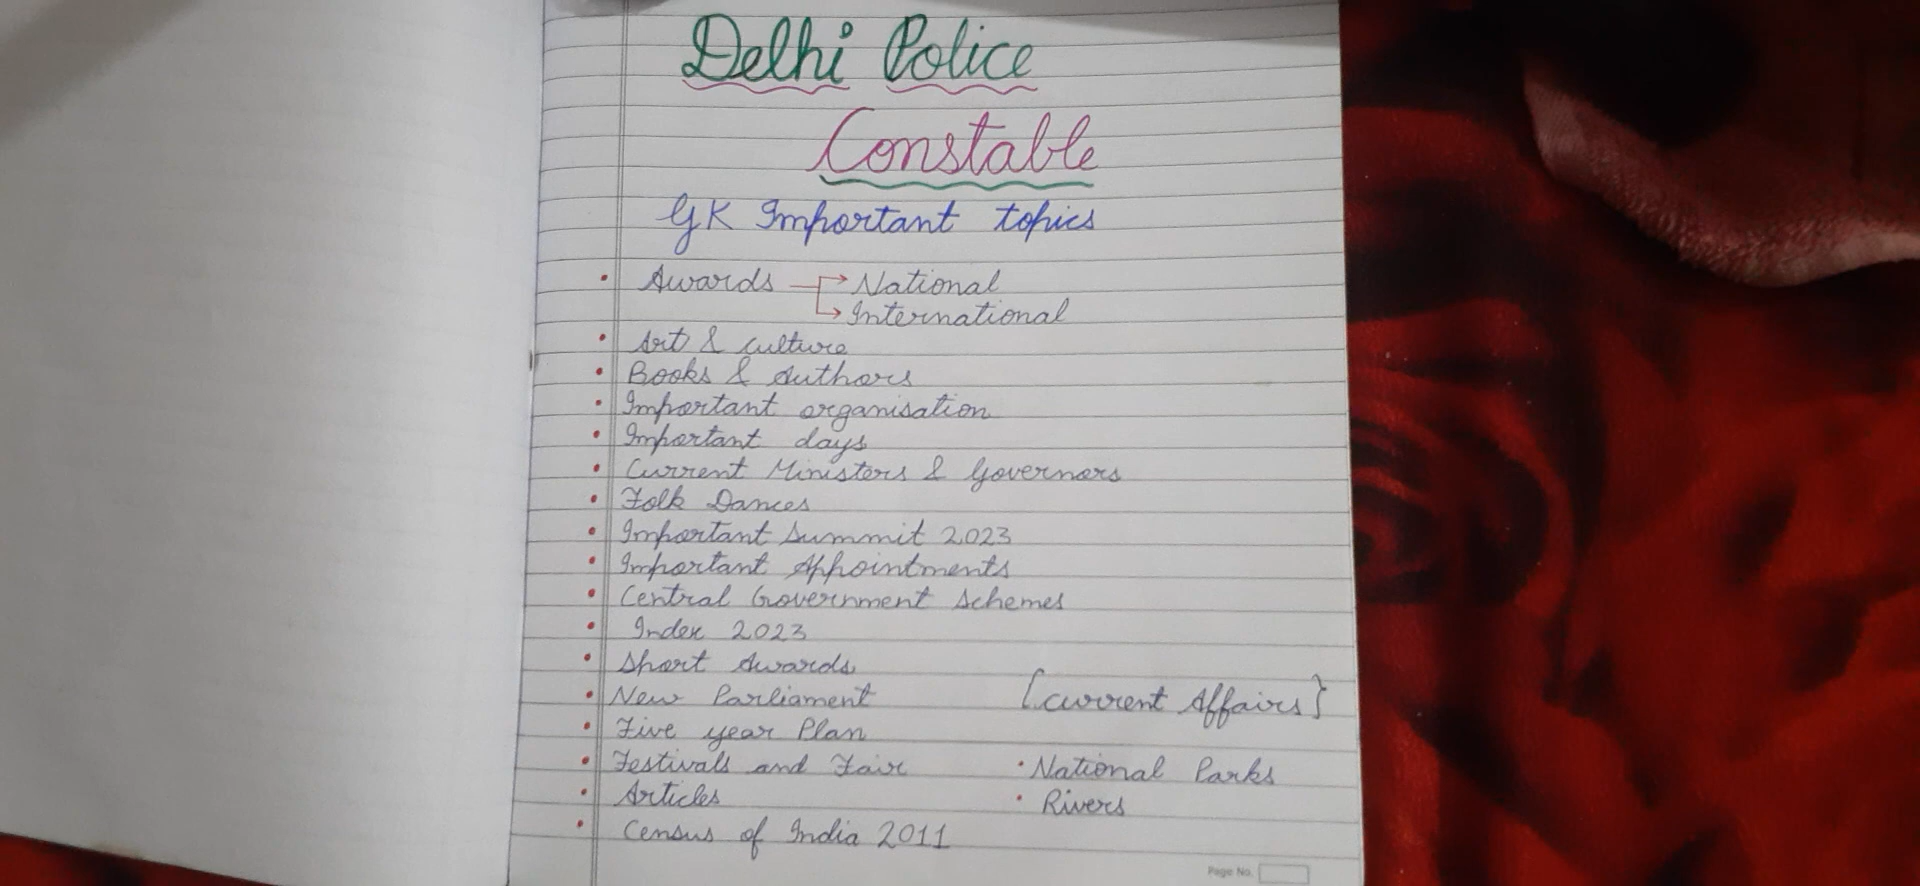 Delhi Police
Constable
GK Important topics
• Awards → National
→ International
• Art & culture
• Books & Authors
• Important organisation
• Important days
• Current Ministers & Governors
• Folk Dances
• Important Summit 2023
• Important Appointments
• Central Government Schemes
• Index 2023
• Short Awards
• New Parliament
[current Affairs}
• Five year Plan
• Festivals and Fair
• National Parks
• Articles
• Rivers
• Census of India 2011
Page No.